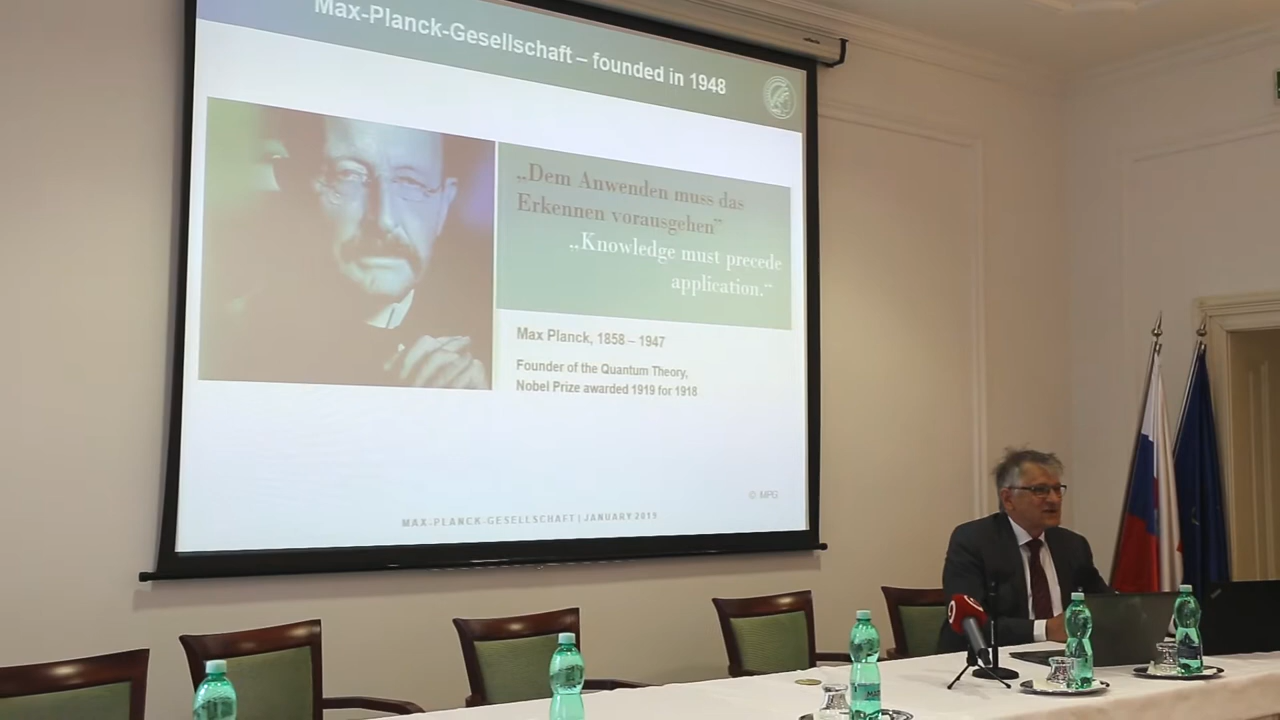 Max-Planck-Gesellschaft – founded in 1948
„Dem Anwenden muss das
Erkennen vorausgehen“
„Knowledge must precede
application.“
Max Planck, 1858 – 1947
Founder of the Quantum Theory,
Nobel Prize awarded 1919 for 1918
© MPG
MAX-PLANCK-GESELLSCHAFT | JANUARY 2019